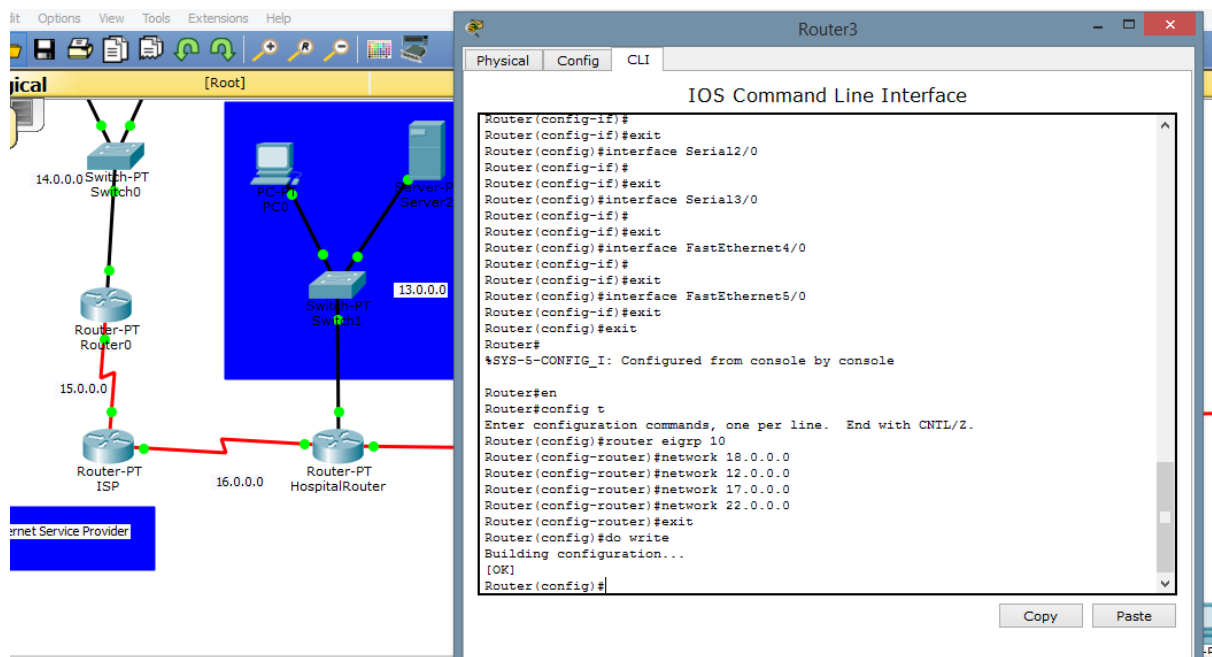 Options View Tools Extensions Help
[Root]
14.0.0.0
Switch-PT
Switch0
PC0
Server2
13.0.0.0
Switch-PT
Switch1
Router-PT
Router0
15.0.0.0
Router-PT
ISP
16.0.0.0
Router-PT
HospitalRouter
Service Provider
Router3
Physical Config CLI
IOS Command Line Interface
Router(config-if)#
Router(config-if)#exit
Router(config)#interface Serial2/0
Router(config-if)#
Router(config-if)#exit
Router(config)#interface Serial3/0
Router(config-if)#
Router(config-if)#exit
Router(config)#interface FastEthernet4/0
Router(config-if)#
Router(config-if)#exit
Router(config)#interface FastEthernet5/0
Router(config-if)#exit
Router(config)#exit
Router#
%SYS-5-CONFIG_I: Configured from console by console
Router#en
Router#config t
Enter configuration commands, one per line. End with CNTL/Z.
Router(config)#router eigrp 10
Router(config-router)#network 18.0.0.0
Router(config-router)#network 12.0.0.0
Router(config-router)#network 17.0.0.0
Router(config-router)#network 22.0.0.0
Router(config-router)#exit
Router(config)#do write
Building configuration...
[OK]
Router(config)#
Copy Paste